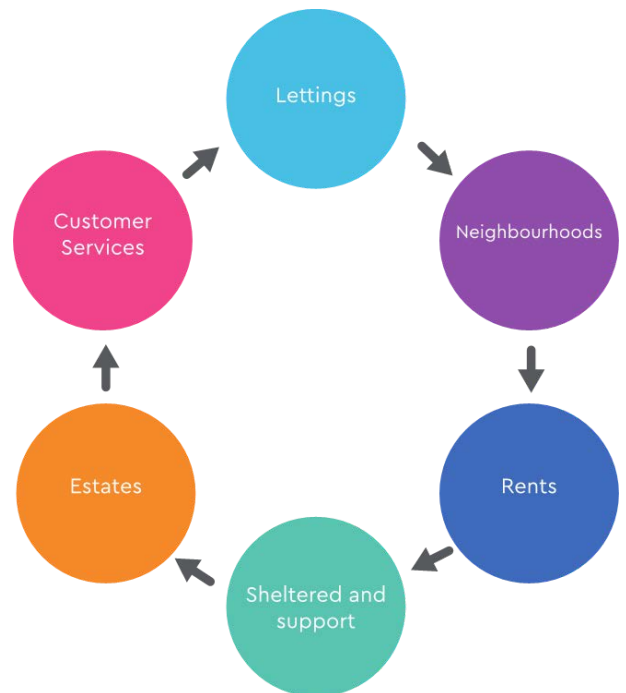 Lettings
Neighbourhoods
Rents
Sheltered and
support
Estates
Customer
Services